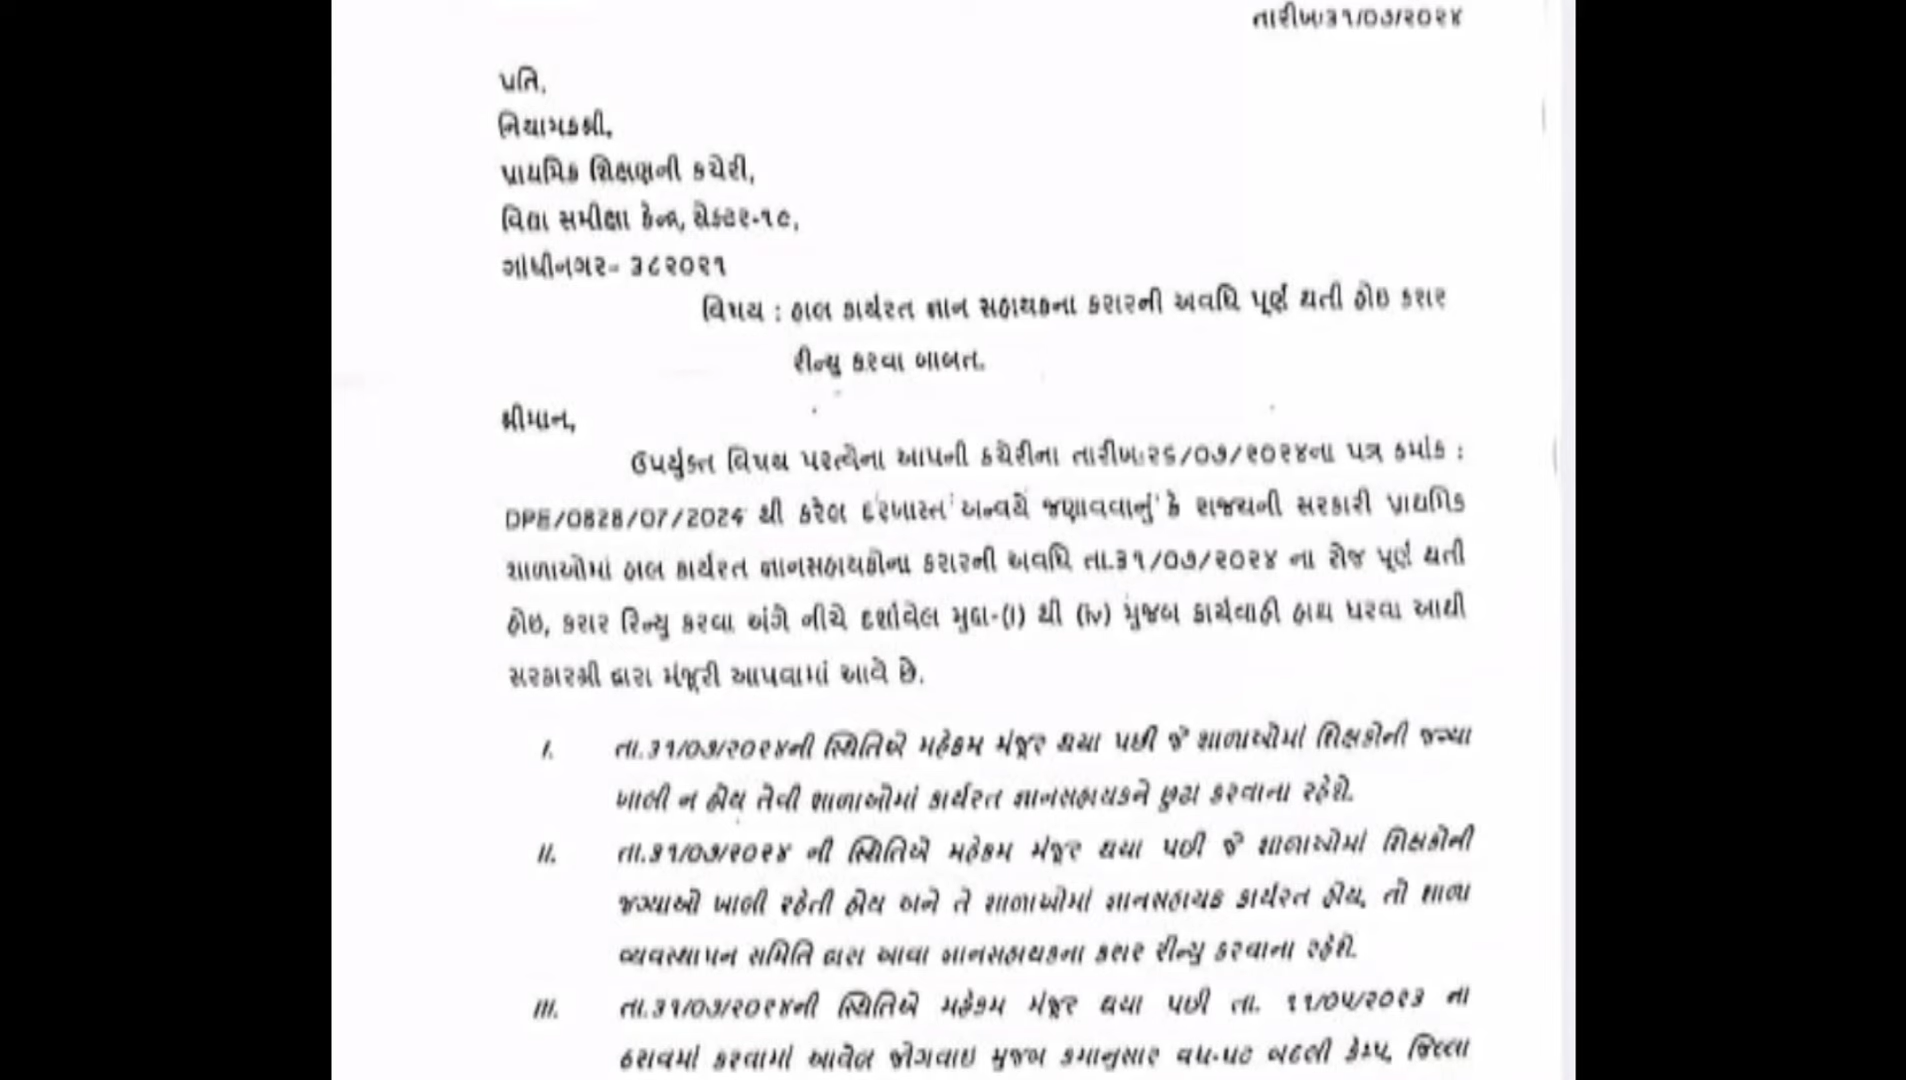 તારીખ:૩૧/૦૭/૨૦૨૪
પ્રતિ,
નિયામકશ્રી,
પ્રાથમિક શિક્ષણની કચેરી,
વિદ્યા સમીક્ષા કેન્દ્ર, સેક્ટર-૧૯,
ગાંધીનગર- ૩૮૨૦૨૧
વિષય : હાલ કાર્યરત જ્ઞાન સહાયકના કરારની અવધિ પૂર્ણ થતી હોઇ કરાર
રીન્યુ કરવા બાબત.
શ્રીમાન,
ઉપર્યુક્ત વિષય પરત્વેના આપની કચેરીના તારીખ:૨૬/૦૭/૨૦૨૪ના પત્ર ક્રમાંક :
DPE/0828/07/2024 થી કરેલ દરખાસ્ત અન્વયે જણાવવાનું કે રાજ્યની સરકારી પ્રાથમિક
શાળાઓમાં હાલ કાર્યરત જ્ઞાનસહાયકોના કરારની અવધિ તા.૩૧/૦૭/૨૦૨૪ ના રોજ પૂર્ણ થતી
હોઇ, કરાર રિન્યુ કરવા અંગે નીચે દર્શાવેલ મુદ્દા-(i) થી (iv) મુજબ કાર્યવાહી હાથ ધરવા આથી
સરકારશ્રી દ્વારા મંજૂરી આપવામાં આવે છે.
I. તા.૩૧/૦૭/૨૦૨૪ની સ્થિતિએ મહેકમ મંજૂર થયા પછી જે શાળાઓમાં શિક્ષકોની જગ્યા
ખાલી ન હોય તેવી શાળાઓમાં કાર્યરત જ્ઞાનસહાયકને છુટા કરવાના રહેશે.
II. તા.૩૧/૦૭/૨૦૨૪ ની સ્થિતિએ મહેકમ મંજૂર થયા પછી જે શાળાઓમાં શિક્ષકોની
જગ્યાઓ ખાલી રહેતી હોય અને તે શાળાઓમાં જ્ઞાનસહાયક કાર્યરત હોય, તો શાળા
વ્યવસ્થાપન સમિતિ દ્વારા આવા જ્ઞાનસહાયકના કરાર રીન્યુ કરવાના રહેશે.
III. તા.૩૧/૦૭/૨૦૨૪ની સ્થિતિએ મહેકમ મંજૂર થયા પછી તા. ૧૧/૦૫/૨૦૨૩ ના
ઠરાવમાં કરવામાં આવેલ જોગવાઇ મુજબ ક્રમાનુસાર વધ-ઘટ બદલી કેમ્પ, જિલ્લા